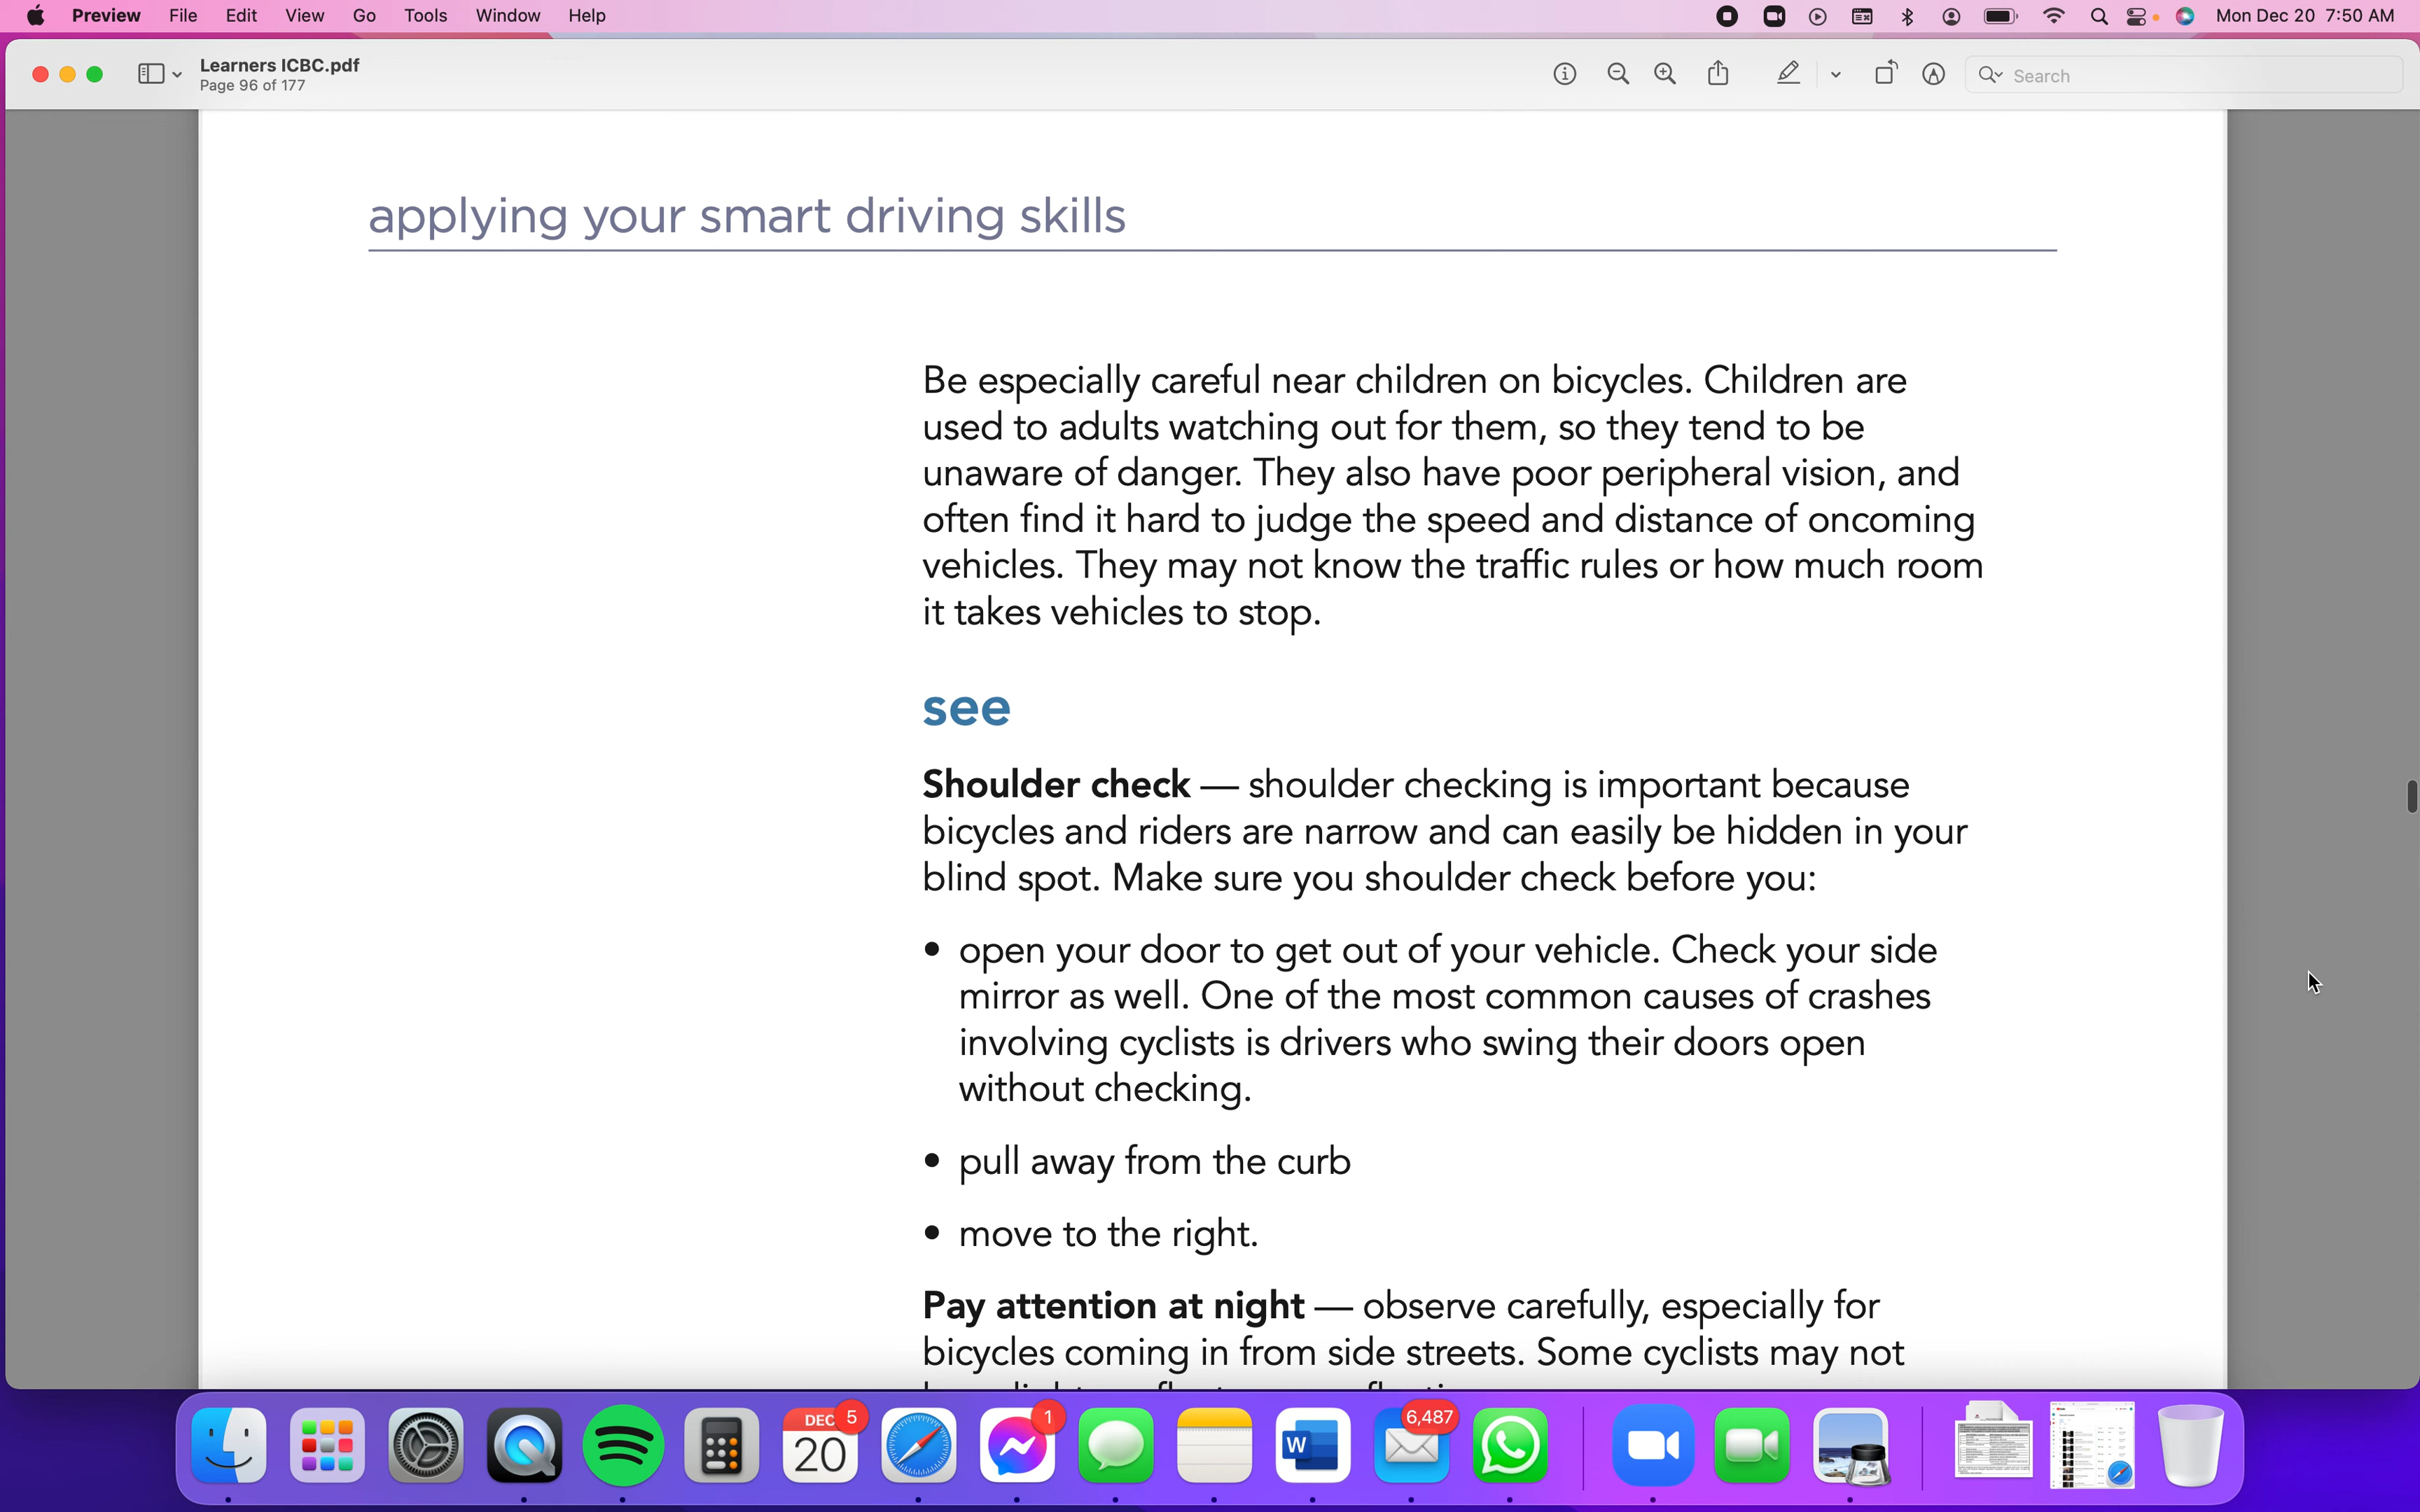 Preview File Edit View Go Tools Window Help Mon Dec 20 7:50 AM
Learners ICBC.pdf
Page 96 of 177
Search
applying your smart driving skills
Be especially careful near children on bicycles. Children are
used to adults watching out for them, so they tend to be
unaware of danger. They also have poor peripheral vision, and
often find it hard to judge the speed and distance of oncoming
vehicles. They may not know the traffic rules or how much room
it takes vehicles to stop.
see
Shoulder check — shoulder checking is important because
bicycles and riders are narrow and can easily be hidden in your
blind spot. Make sure you shoulder check before you:
• open your door to get out of your vehicle. Check your side
mirror as well. One of the most common causes of crashes
involving cyclists is drivers who swing their doors open
without checking.
• pull away from the curb
• move to the right.
Pay attention at night — observe carefully, especially for
bicycles coming in from side streets. Some cyclists may not
DEC 5 1 6,487
20 W